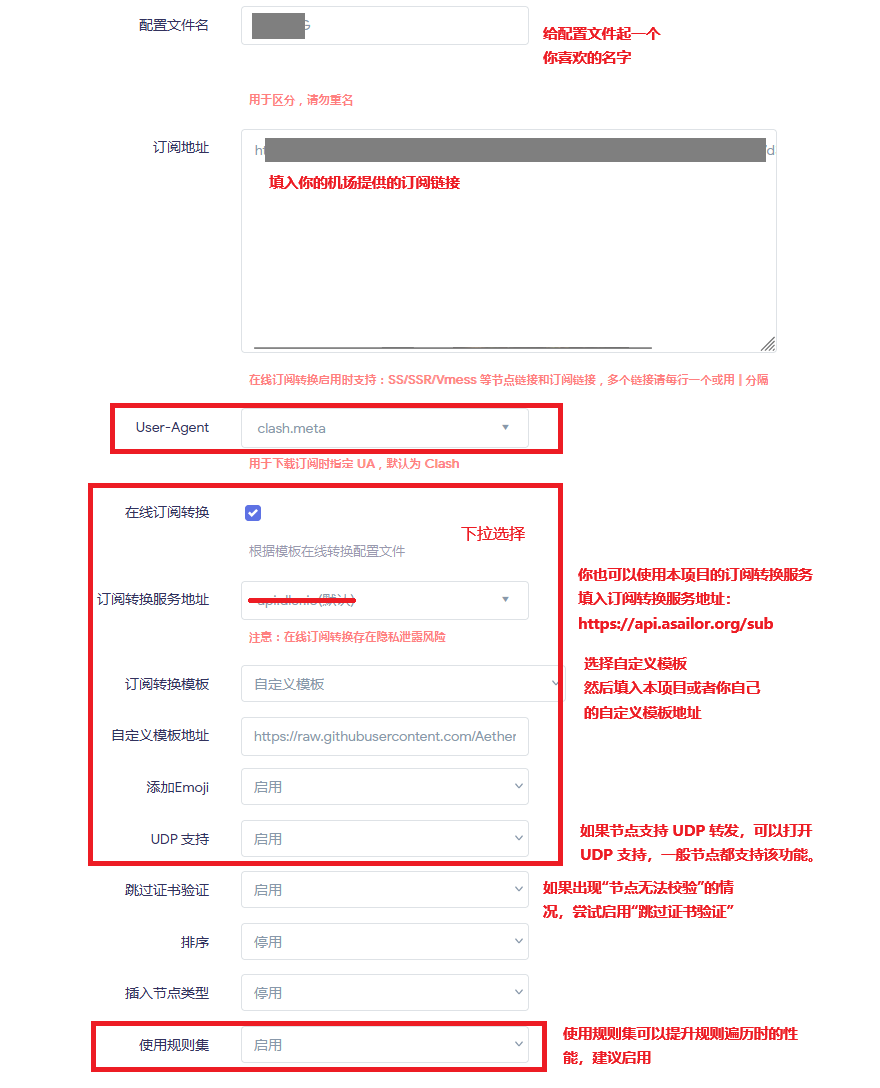 配置文件名
给配置文件起一个
你喜欢的名字
用于区分，请勿重名
订阅地址
填入你的机场提供的订阅链接
在线订阅转换启用时支持：SS/SSR/Vmess 等节点链接和订阅链接，多个链接请每行一个或用 | 分隔
User-Agent
clash.meta
用于下载订阅时指定 UA，默认为 Clash
在线订阅转换
下拉选择
根据模板在线转换配置文件
你也可以使用本项目的订阅转换服务
订阅转换服务地址
填入订阅转换服务地址：
https://api.asailor.org/sub
注意：在线订阅转换存在隐私泄露风险
选择自定义模板
订阅转换模板
自定义模板
然后填入本项目或者你自己
的自定义模板地址
自定义模板地址
https://raw.githubusercontent.com/Aether
添加Emoji
启用
如果节点支持 UDP 转发，可以打开
UDP 支持
启用
UDP 支持，一般节点都支持该功能。
跳过证书验证
启用
如果出现“节点无法校验”的情
况，尝试启用“跳过证书验证”
排序
停用
插入节点类型
停用
使用规则集可以提升规则遍历时的性
使用规则集
启用
能，建议启用